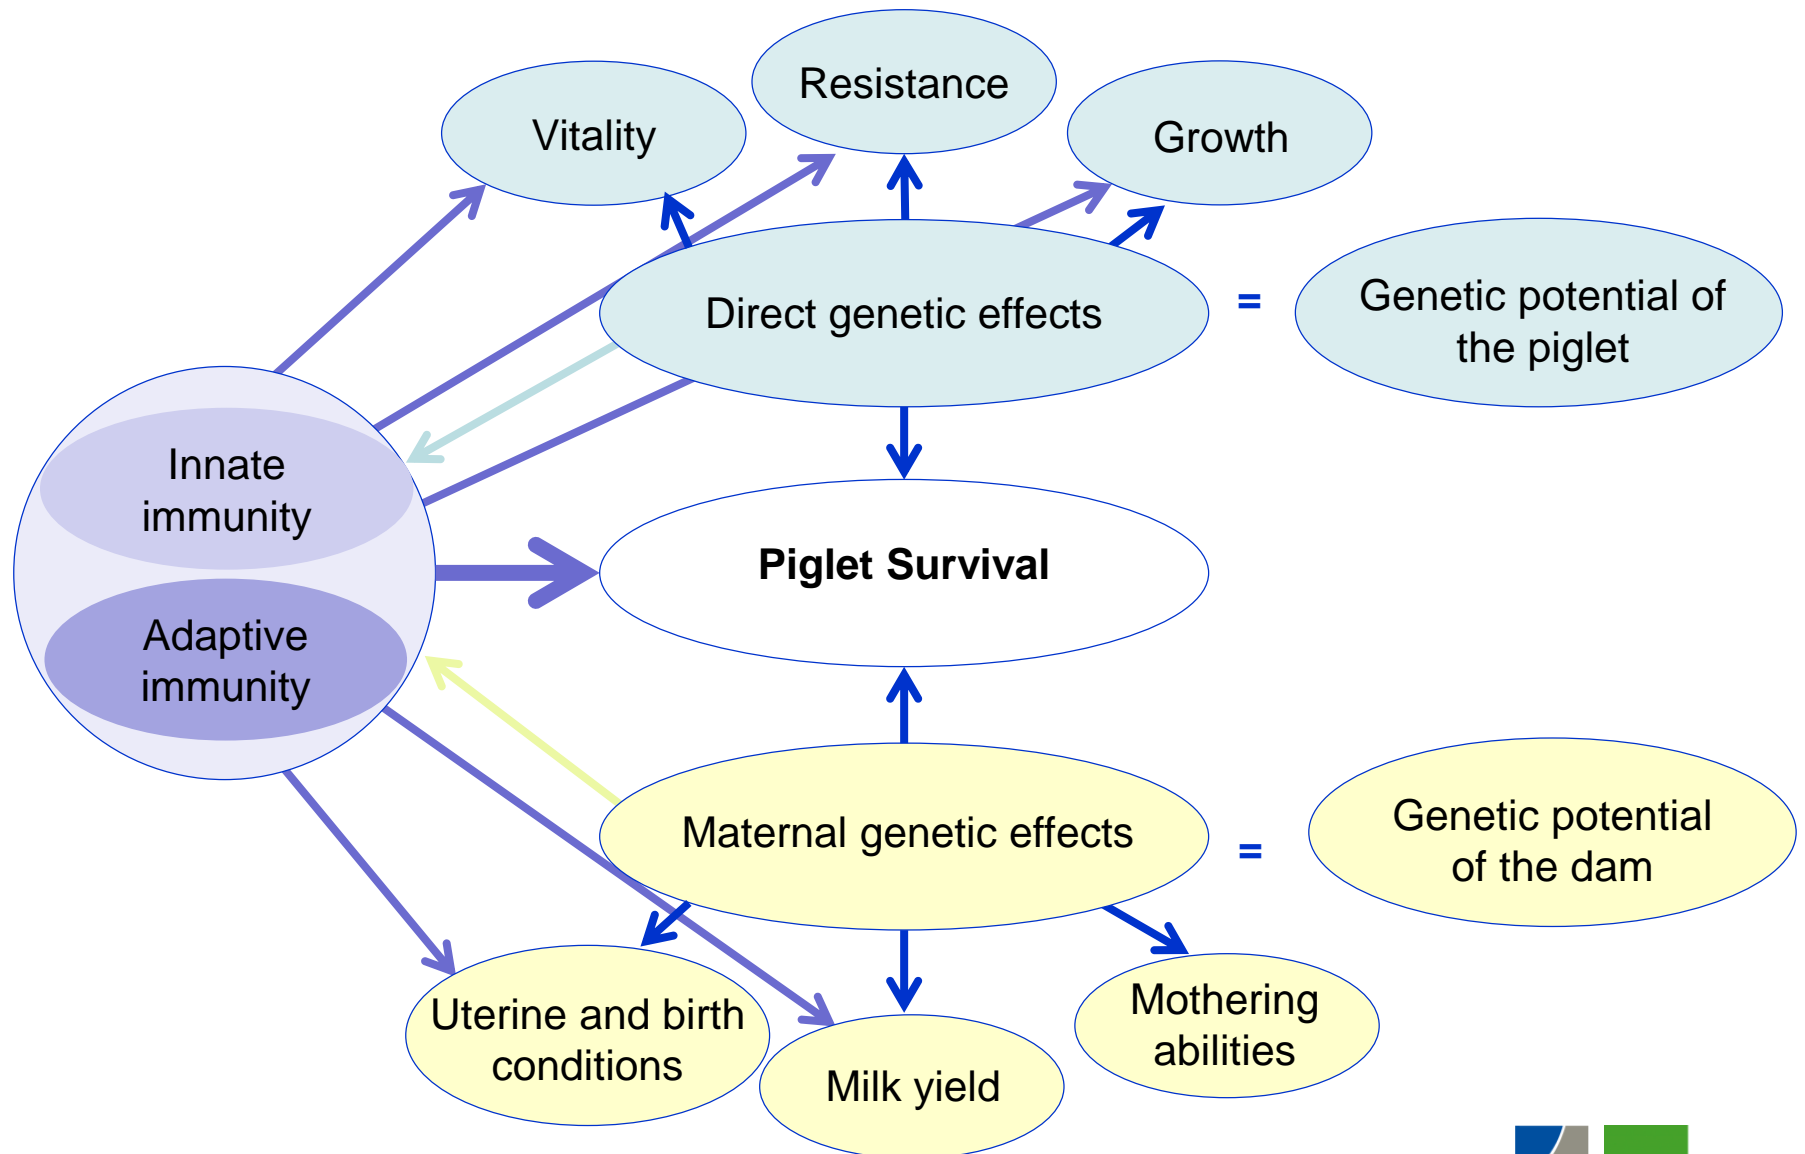 Resistance
Vitality
Growth
Direct genetic effects
=
Genetic potential of
the piglet
Innate
immunity
Piglet Survival
Adaptive
immunity
Maternal genetic effects
=
Genetic potential
of the dam
Uterine and birth
conditions
Milk yield
Mothering
abilities